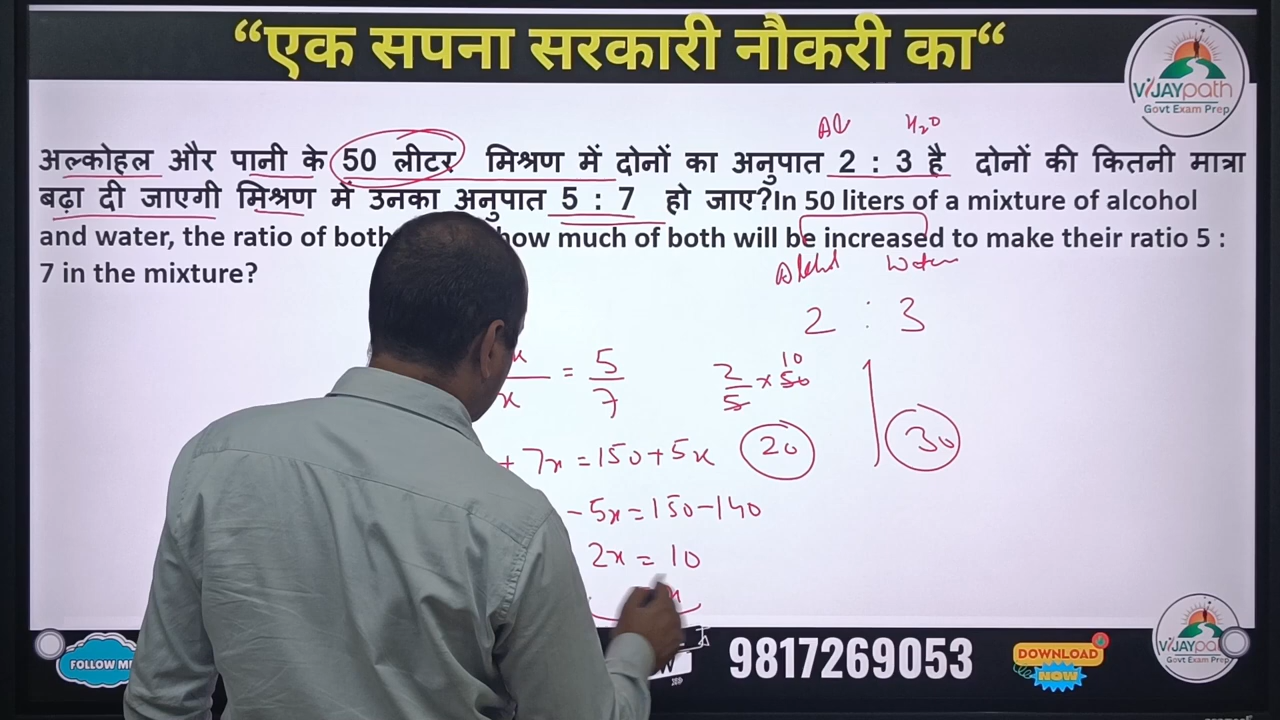 “एक सपना सरकारी नौकरी का“
VIJAYpath
Govt Exam Prep
Al H₂O
अल्कोहल और पानी के 50 लीटर मिश्रण में दोनों का अनुपात 2 : 3 है दोनों की कितनी मात्रा
बढ़ा दी जाएगी मिश्रण में उनका अनुपात 5 : 7 हो जाए?In 50 liters of a mixture of alcohol
and water, the ratio of both how much of both will be increased to make their ratio 5 :
7 in the mixture?
Water
2 : 3
x/x = 5/7
2/5 × 50 10
+ 7x = 150 + 5x 20 30
- 5x = 150 - 140
2x = 10
FOLLOW ME
9817269053
DOWNLOAD
NOW
VIJAYpath
Govt Exam Prep